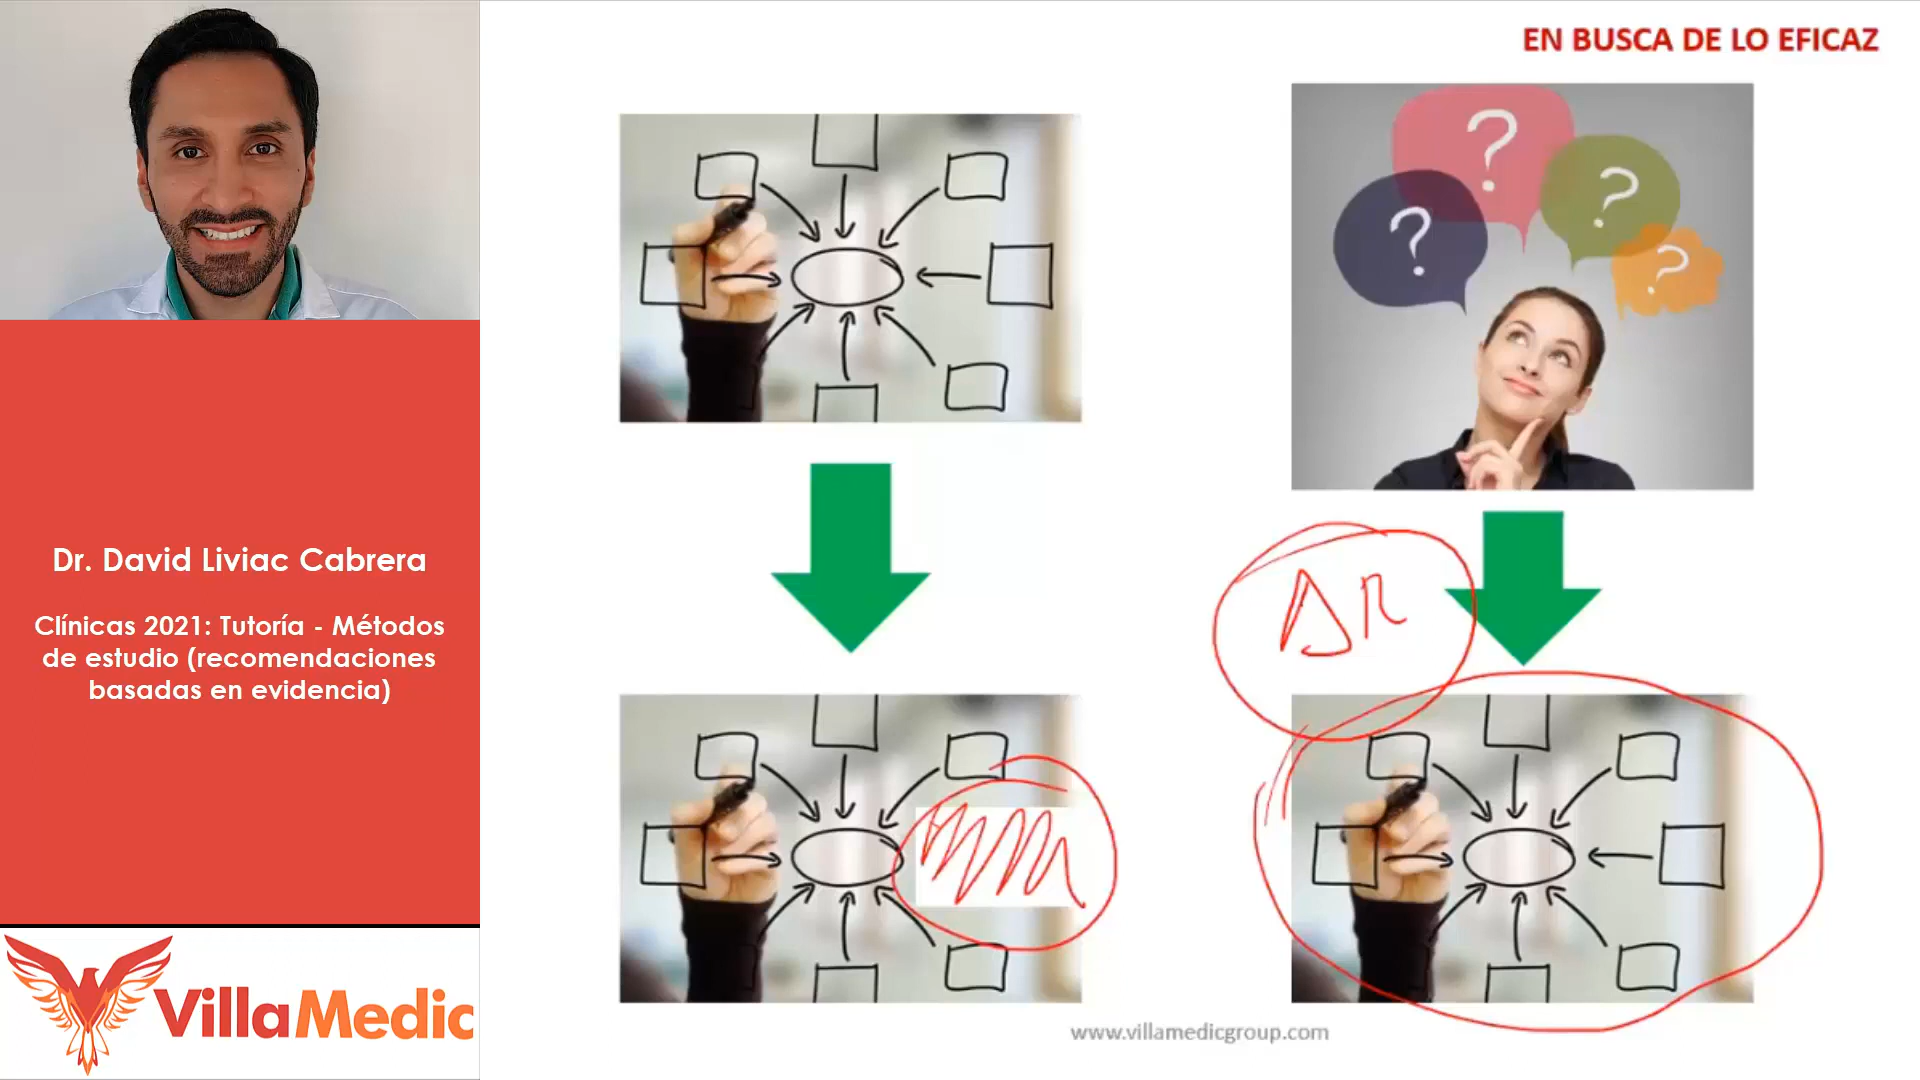 EN BUSCA DE LO EFICAZ
?
?
?
?
Dr. David Liviac Cabrera
Clínicas 2021: Tutoría - Métodos
de estudio (recomendaciones
basadas en evidencia)
VillaMedic
www.villamedicgroup.com